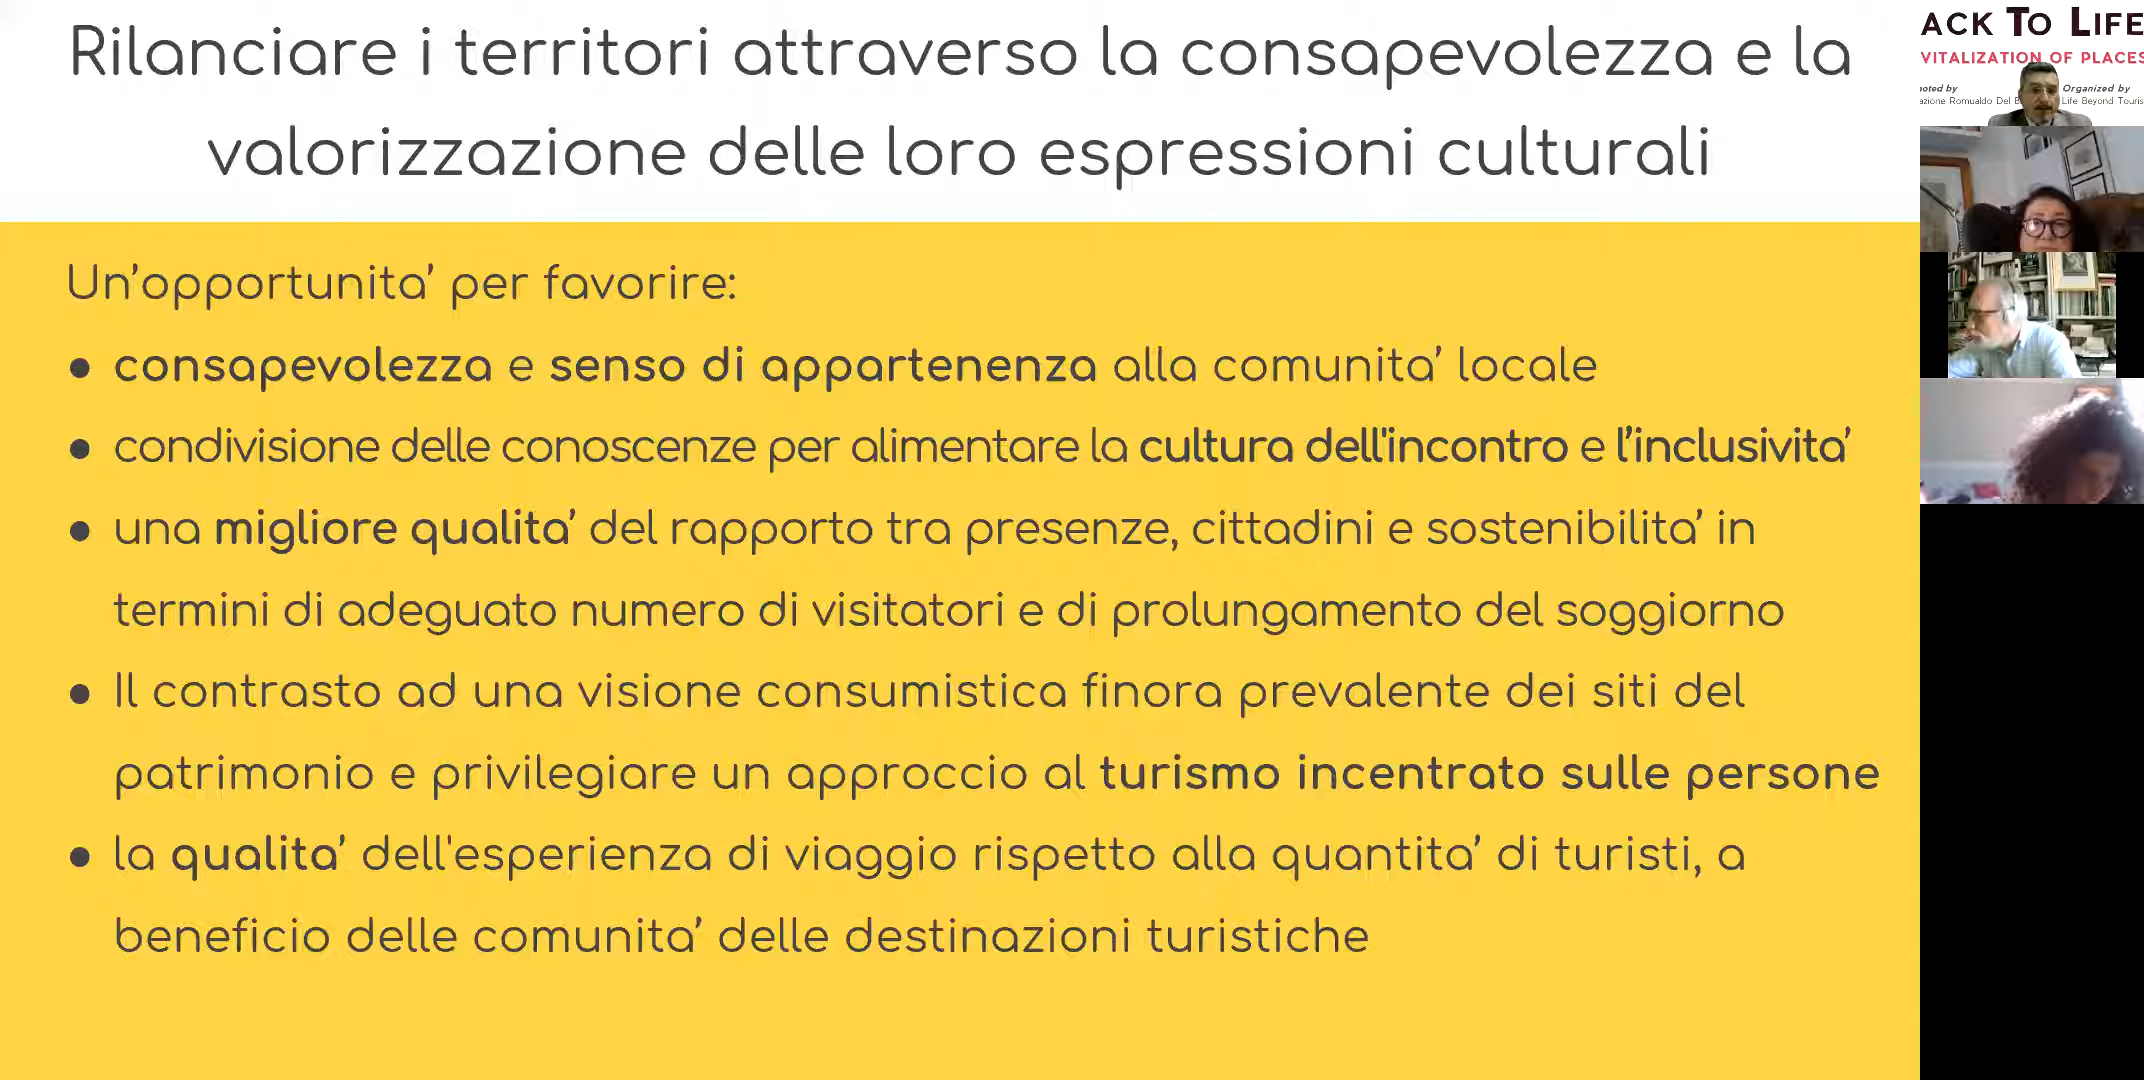 Rilanciare i territori attraverso la consapevolezza e la
valorizzazione delle loro espressioni culturali
Un’opportunita’ per favorire:
● consapevolezza e senso di appartenenza alla comunita’ locale
● condivisione delle conoscenze per alimentare la cultura dell'incontro e l’inclusivita’
● una migliore qualita’ del rapporto tra presenze, cittadini e sostenibilita’ in
termini di adeguato numero di visitatori e di prolungamento del soggiorno
● Il contrasto ad una visione consumistica finora prevalente dei siti del
patrimonio e privilegiare un approccio al turismo incentrato sulle persone
● la qualita’ dell'esperienza di viaggio rispetto alla quantita’ di turisti, a
beneficio delle comunita’ delle destinazioni turistiche
ACK TO LIFE
VITALIZATION OF PLACES
Organized by
Romualdo Del
Life Beyond